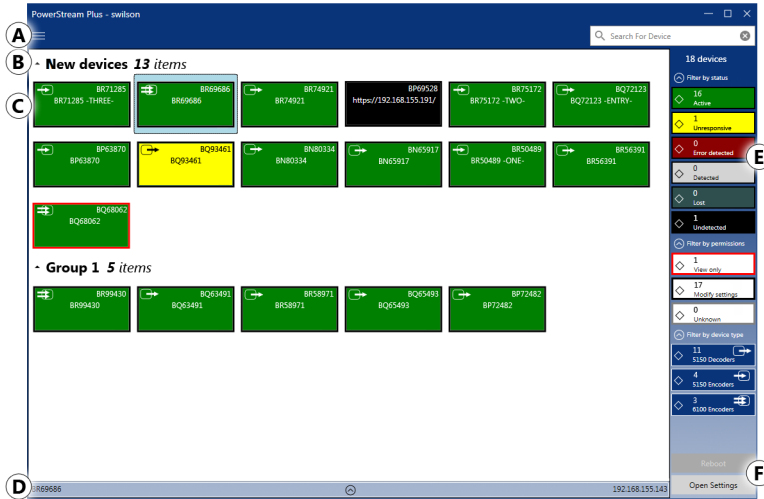 PowerStream Plus - swilson
A
Search For Device
B
New devices 13 items
18 devices
Filter by status
C
BR71285
BR71285 -THREE-
BR69686
BR69686
BR74921
BR74921
BP69528
https://192.168.155.191/
BR75172
BR75172 -TWO-
BQ72123
BQ72123 -ENTRY-
BP63870
BP63870
BQ93461
BQ93461
BN80334
BN80334
BN65917
BN65917
BR50489
BR50489 -ONE-
BR56391
BR56391
BQ68062
BQ68062
Group 1 5 items
BR99430
BR99430
BQ63491
BQ63491
BR58971
BR58971
BQ65493
BQ65493
BP72482
BP72482
16
Active
1
Unresponsive
0
Error detected
E
0
Detected
0
Lost
1
Undetected
Filter by permissions
1
View only
17
Modify settings
0
Unknown
Filter by device type
11
5150 Decoders
4
5150 Encoders
3
6100 Encoders
Reboot
F
Open Settings
D
BR69686
192.168.155.143